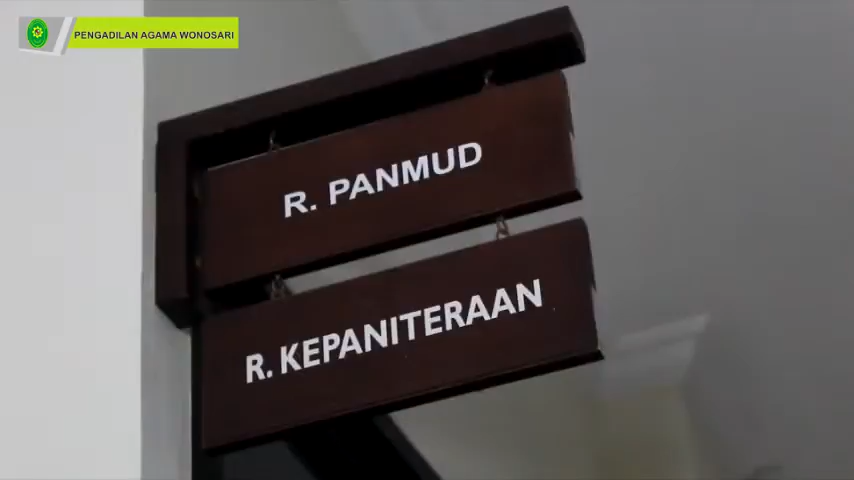 PENGADILAN AGAMA WONOSARI
R. PANMUD
R. KEPANITERAAN